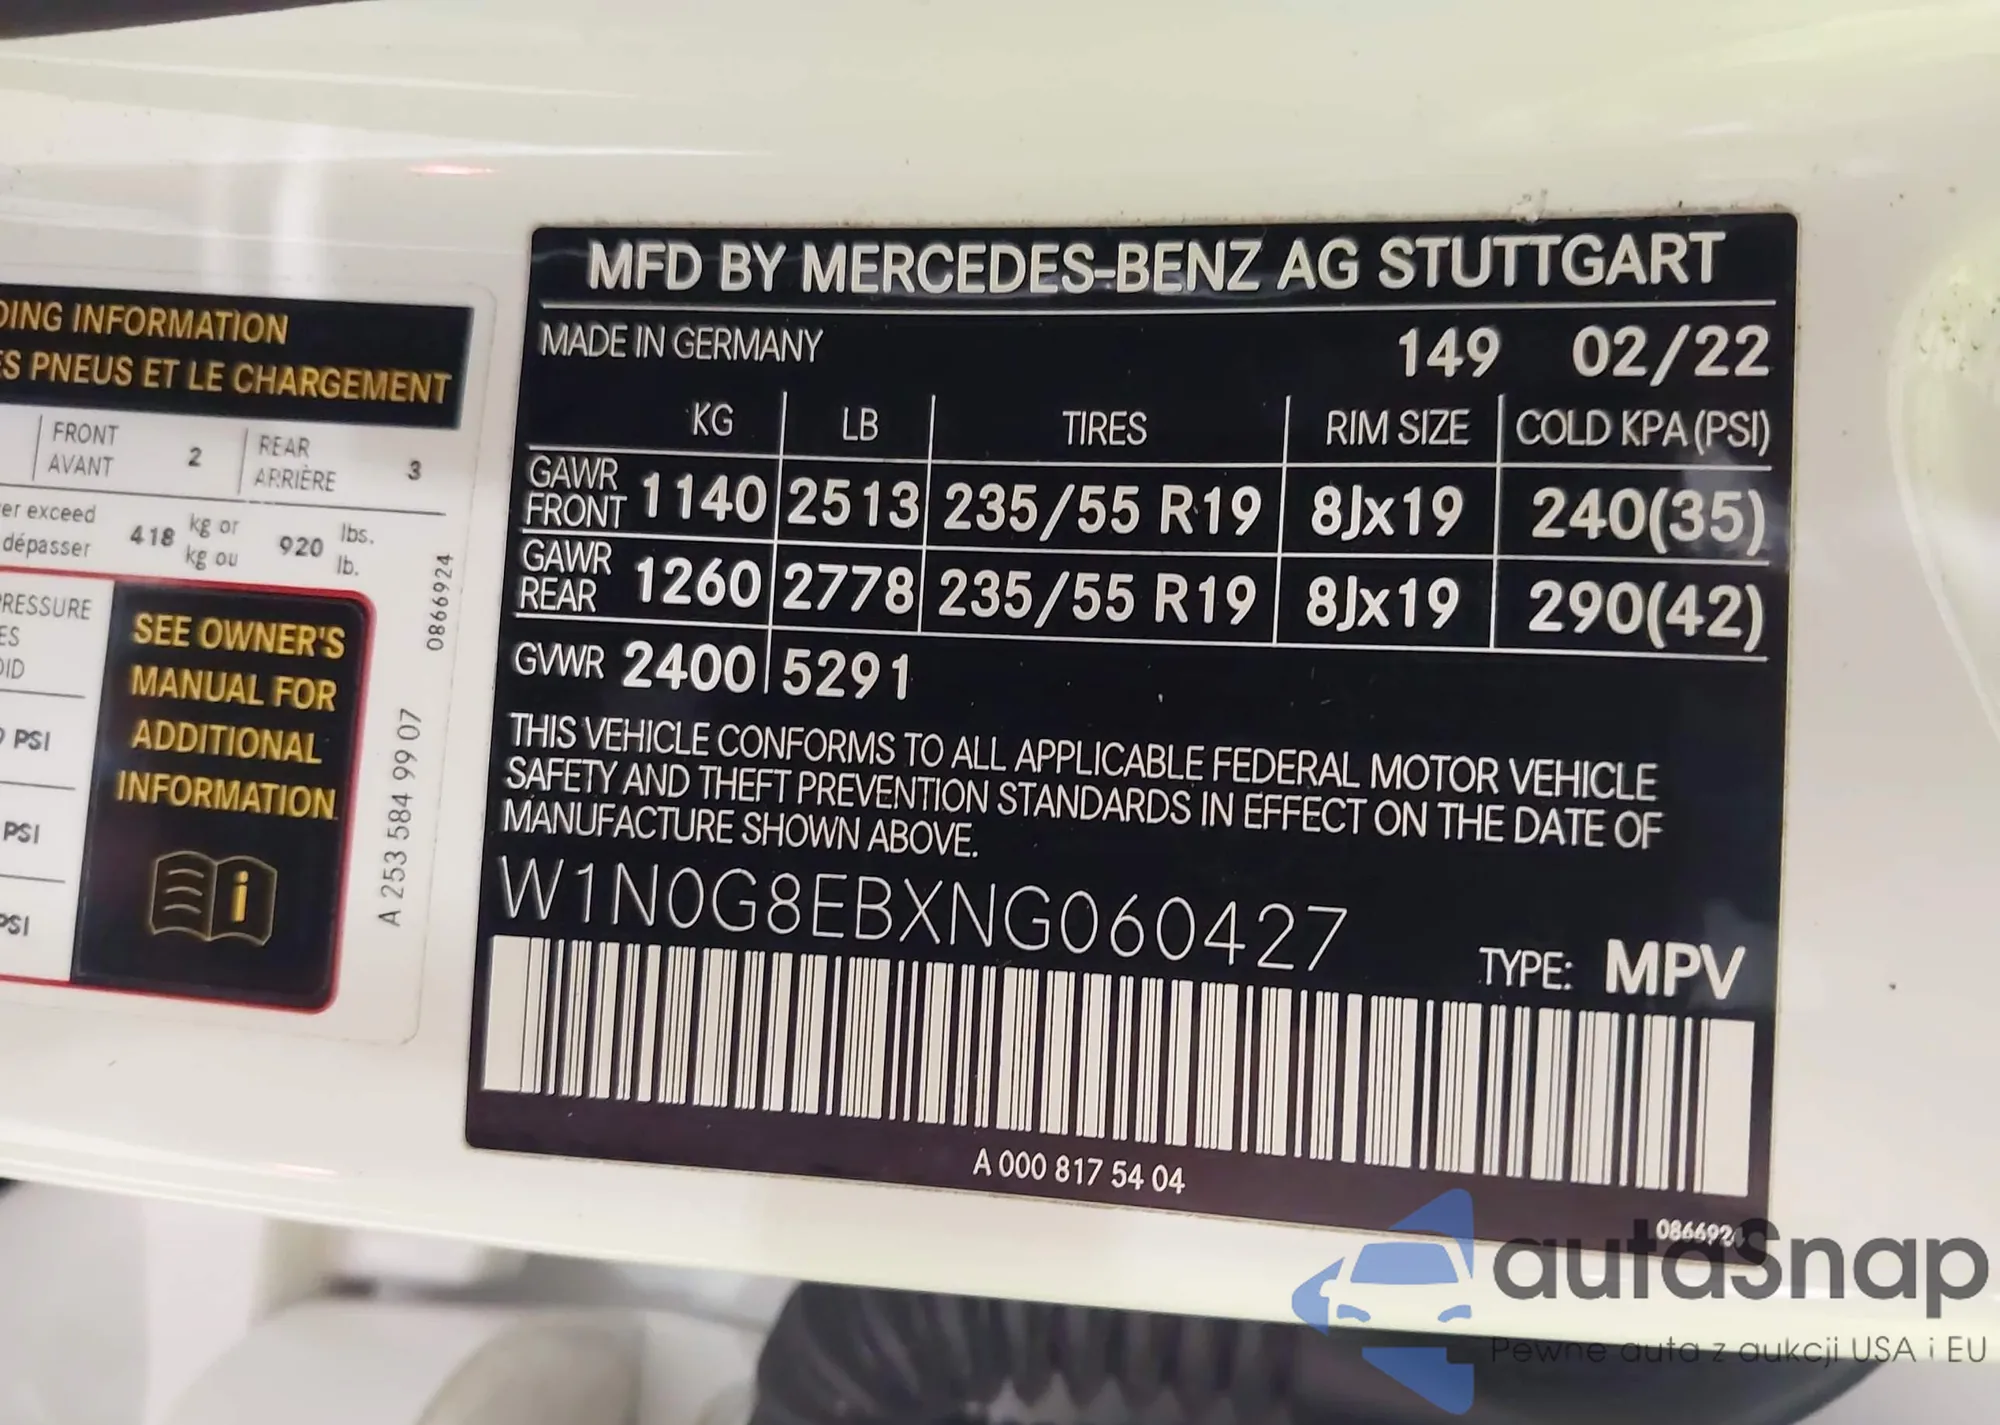 DING INFORMATION
ES PNEUS ET LE CHARGEMENT
FRONT
AVANT
2
REAR
ARRIÈRE
3
er exceed
dépasser
418
kg or
kg ou
920
lbs.
lb.
PRESSURE
ES
OID
PSI
PSI
PSI
SEE OWNER'S
MANUAL FOR
ADDITIONAL
INFORMATION
i
0866924
A 253 584 99 07
MFD BY MERCEDES-BENZ AG STUTTGART
MADE IN GERMANY 149 02/22
KG LB TIRES RIM SIZE COLD KPA (PSI)
GAWR
FRONT 1140 2513 235/55 R19 8Jx19 240(35)
GAWR
REAR 1260 2778 235/55 R19 8Jx19 290(42)
GVWR 2400 5291
THIS VEHICLE CONFORMS TO ALL APPLICABLE FEDERAL MOTOR VEHICLE
SAFETY AND THEFT PREVENTION STANDARDS IN EFFECT ON THE DATE OF
MANUFACTURE SHOWN ABOVE.
W1N0G8EBXNG060427
TYPE: MPV
A 000 817 54 04
0866924
autaSnap
Pewne auta z aukcji USA i EU